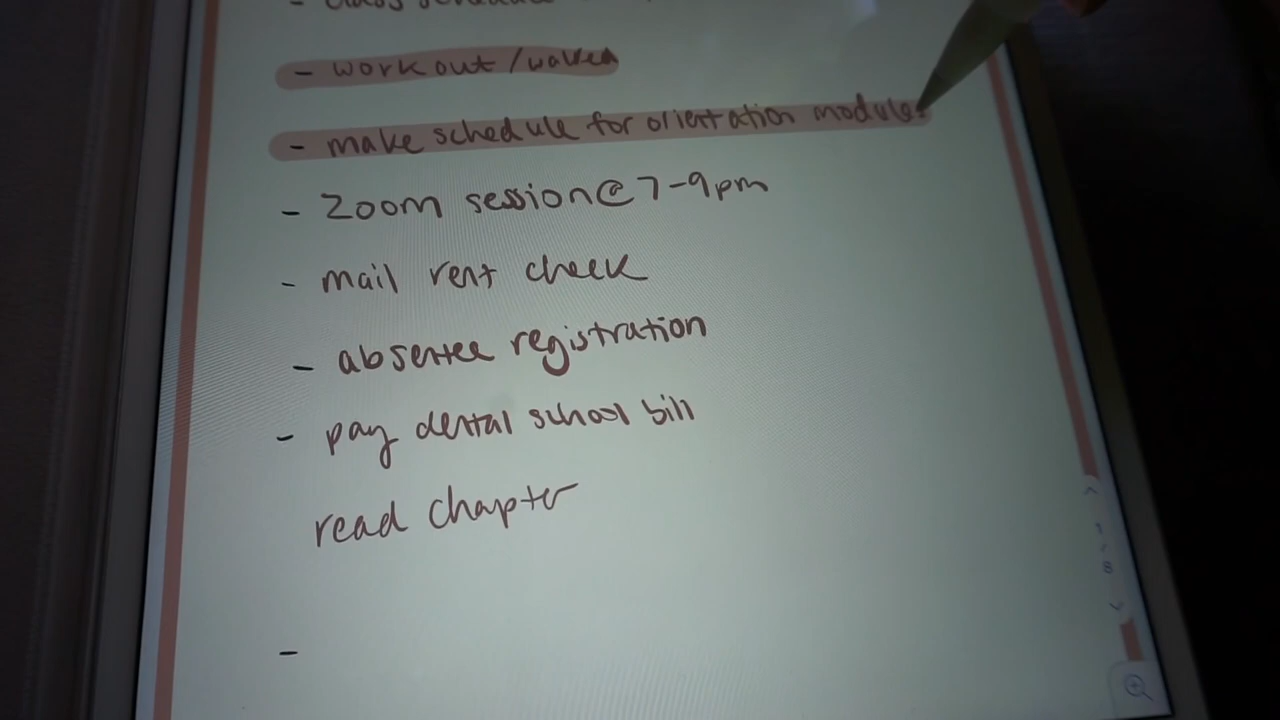 - work out /
- make schedule for orientation modules
- Zoom session @ 7-9pm
- mail rent check
- absentee registration
- pay dental school bill
read chapter
-